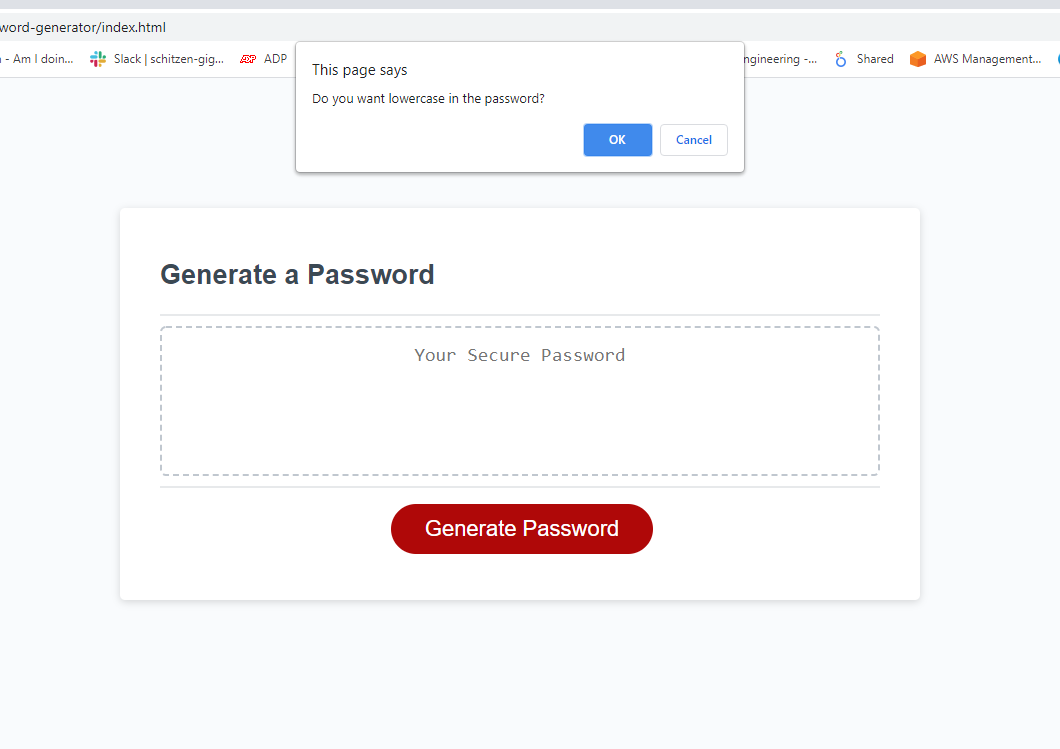 word-generator/index.html
- Am I doin... Slack | schitzen-gig... ADP ADP ngineering -... Shared AWS Management...
This page says
Do you want lowercase in the password?
OK Cancel
Generate a Password
Your Secure Password
Generate Password